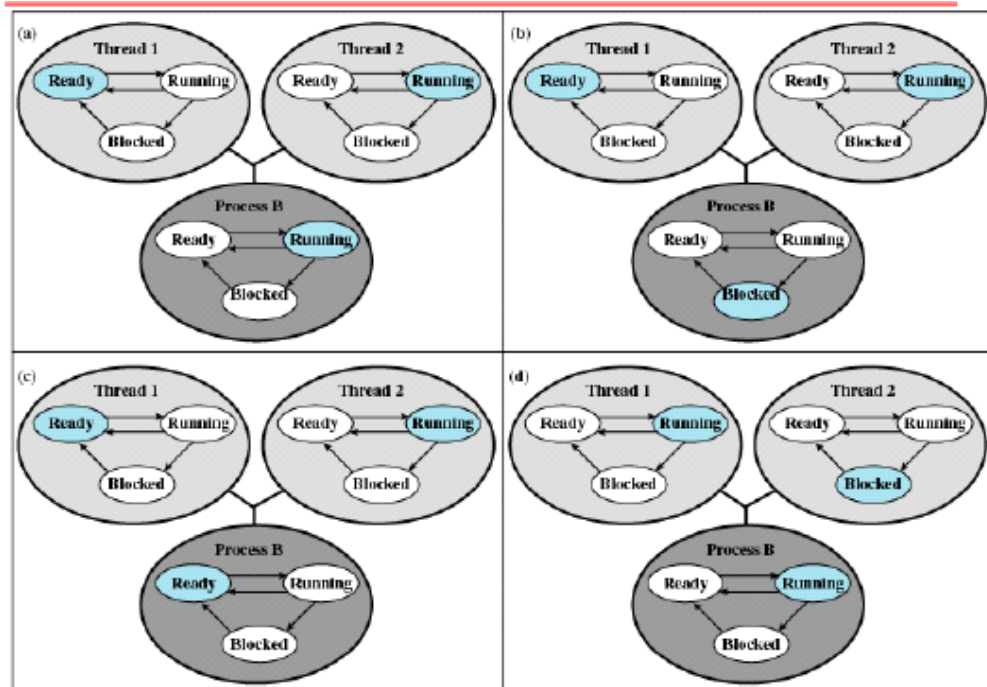 (a)
Thread 1
Ready Running
Blocked
Thread 2
Ready Running
Blocked
Process B
Ready Running
Blocked
(b)
Thread 1
Ready Running
Blocked
Thread 2
Ready Running
Blocked
Process B
Ready Running
Blocked
(c)
Thread 1
Ready Running
Blocked
Thread 2
Ready Running
Blocked
Process B
Ready Running
Blocked
(d)
Thread 1
Ready Running
Blocked
Thread 2
Ready Running
Blocked
Process B
Ready Running
Blocked